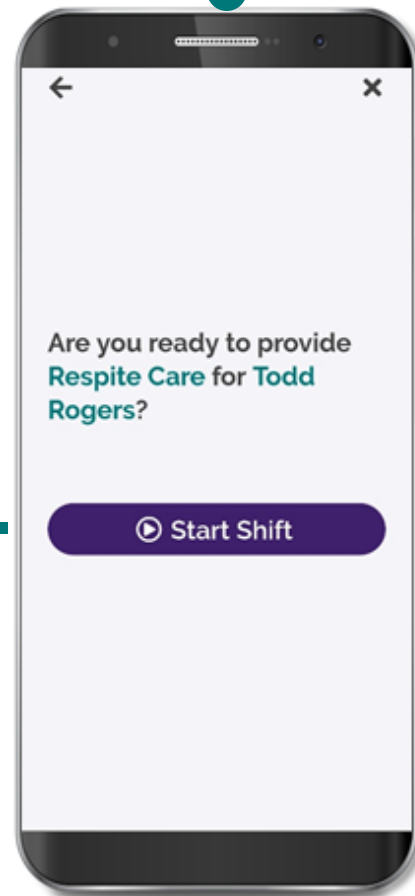 Are you ready to provide
Respite Care for Todd
Rogers?
Start Shift